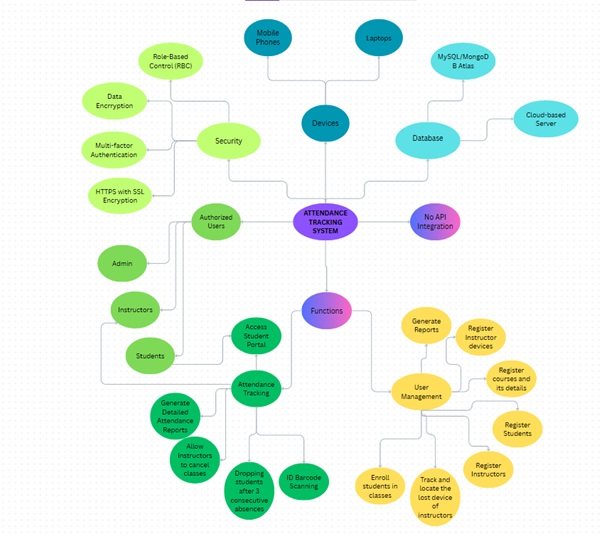 Mobile
Phones
Laptops
Role-Based
Control (RBC)
MySQL/MongoD
B Atlas
Data
Encryption
Cloud-based
Server
Devices
Multi-factor
Authentication
Security
Database
HTTPS with SSL
Encryption
Authorized
Users
ATTENDANCE
TRACKING
SYSTEM
No API
Integration
Admin
Instructors
Functions
Students
Access
Student
Portal
Generate
Reports
Register
Instructor
devices
Attendance
Tracking
User
Management
Register
courses and
its details
Generate
Detailed
Attendance
Reports
Register
Students
Allow
Instructors
to cancel
classes
Dropping
students
after 3
consecutive
absences
ID Barcode
Scanning
Enroll
students in
classes
Track and
locate the
lost device
of
instructors
Register
Instructors